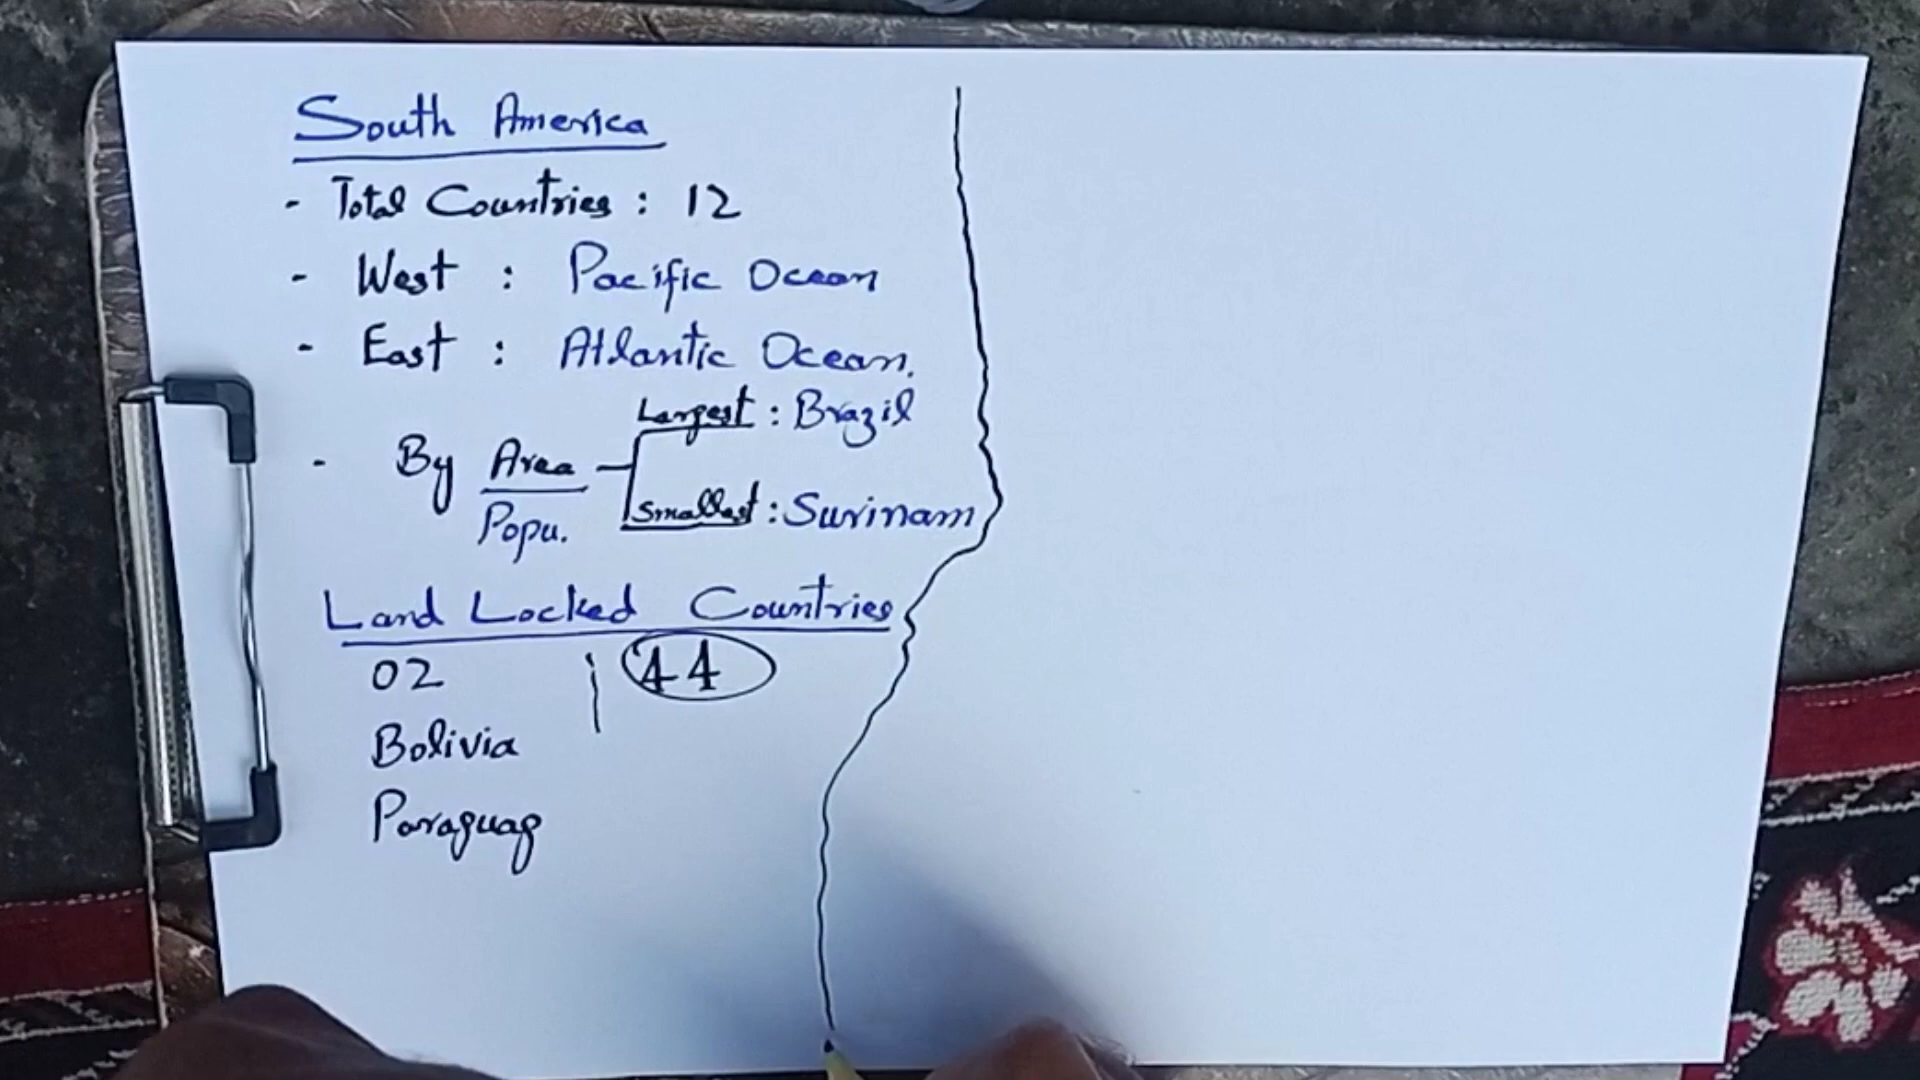 South America
- Total Countries : 12
- West : Pacific Ocean
- East : Atlantic Ocean.
Largest : Brazil
- By Area
Smallest : Surinam
Popu.
Land Locked Countries
02 44
Bolivia
Paraguay